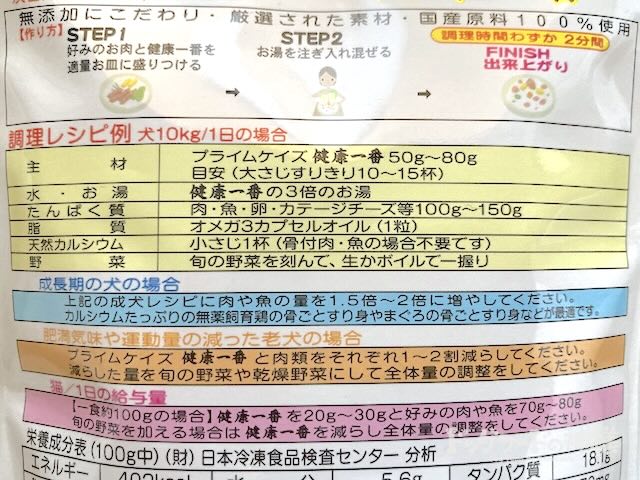 無添加にこだわり・厳選された素材・国産原料100%使用
【作り方】
STEP1
好みのお肉と健康一番を
適量お皿に盛りつける
STEP2
お湯を注ぎ入れ混ぜる
調理時間わずか2分間
FINISH
出来上がり
調理レシピ例 犬10kg/1日の場合
主材 プライムケイズ 健康一番 50g〜80g
目安(大さじすりきり10〜15杯)
水・お湯 健康一番の3倍のお湯
たんぱく質 肉・魚・卵・カテージチーズ等100g〜150g
脂質 オメガ3カプセルオイル(1粒)
天然カルシウム 小さじ1杯(骨付肉・魚の場合不要です)
野菜 旬の野菜を刻んで、生かボイルで一握り
成長期の犬の場合
上記の成犬レシピに肉や魚の量を1.5倍〜2倍に増やしてください。
カルシウムたっぷりの無薬飼育鶏の骨ごとすり身やまぐろの骨ごとすり身などが最適です。
肥満気味や運動量の減った老犬の場合
プライムケイズ 健康一番 と肉類をそれぞれ1〜2割減らしてください。
減らした量を旬の野菜や乾燥野菜にして全体量の調整をしてください。
猫/1日の給与量
【一食約100gの場合】健康一番を20g〜30gと好みの肉や魚を70g〜80g
旬の野菜を加える場合は健康一番を減らし全体量の調整をしてください。
栄養成分表(100g中)(財)日本冷凍食品検査センター 分析
エネルギー 水分 5.6g タンパク質 18.1g